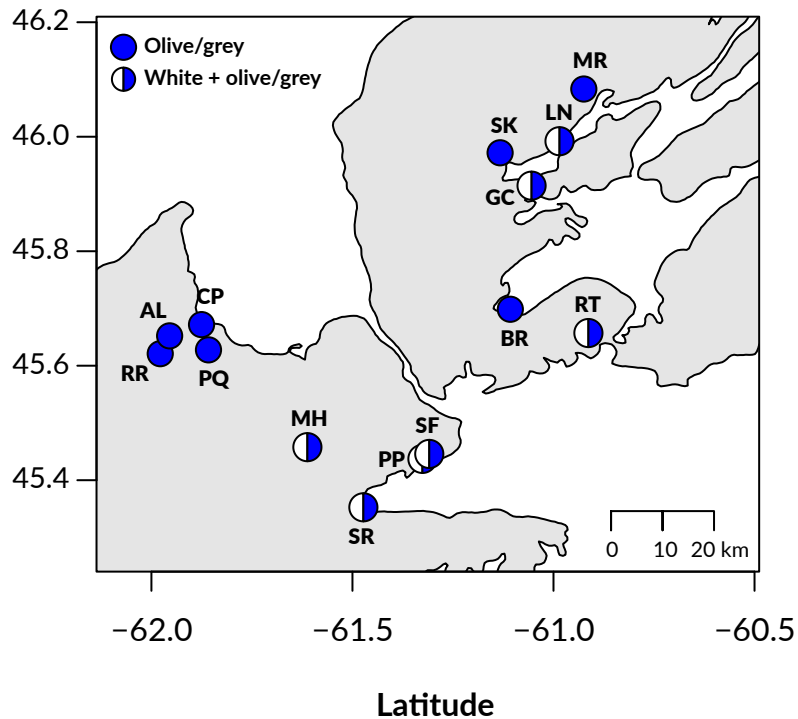 46.2
Olive/grey
White + olive/grey
MR
LN
46.0
SK
GC
45.8
CP
AL
RT
BR
45.6
RR
PQ
MH
SF
PP
45.4
SR
0 10 20 km
−62.0 −61.5 −61.0 −60.5
Latitude